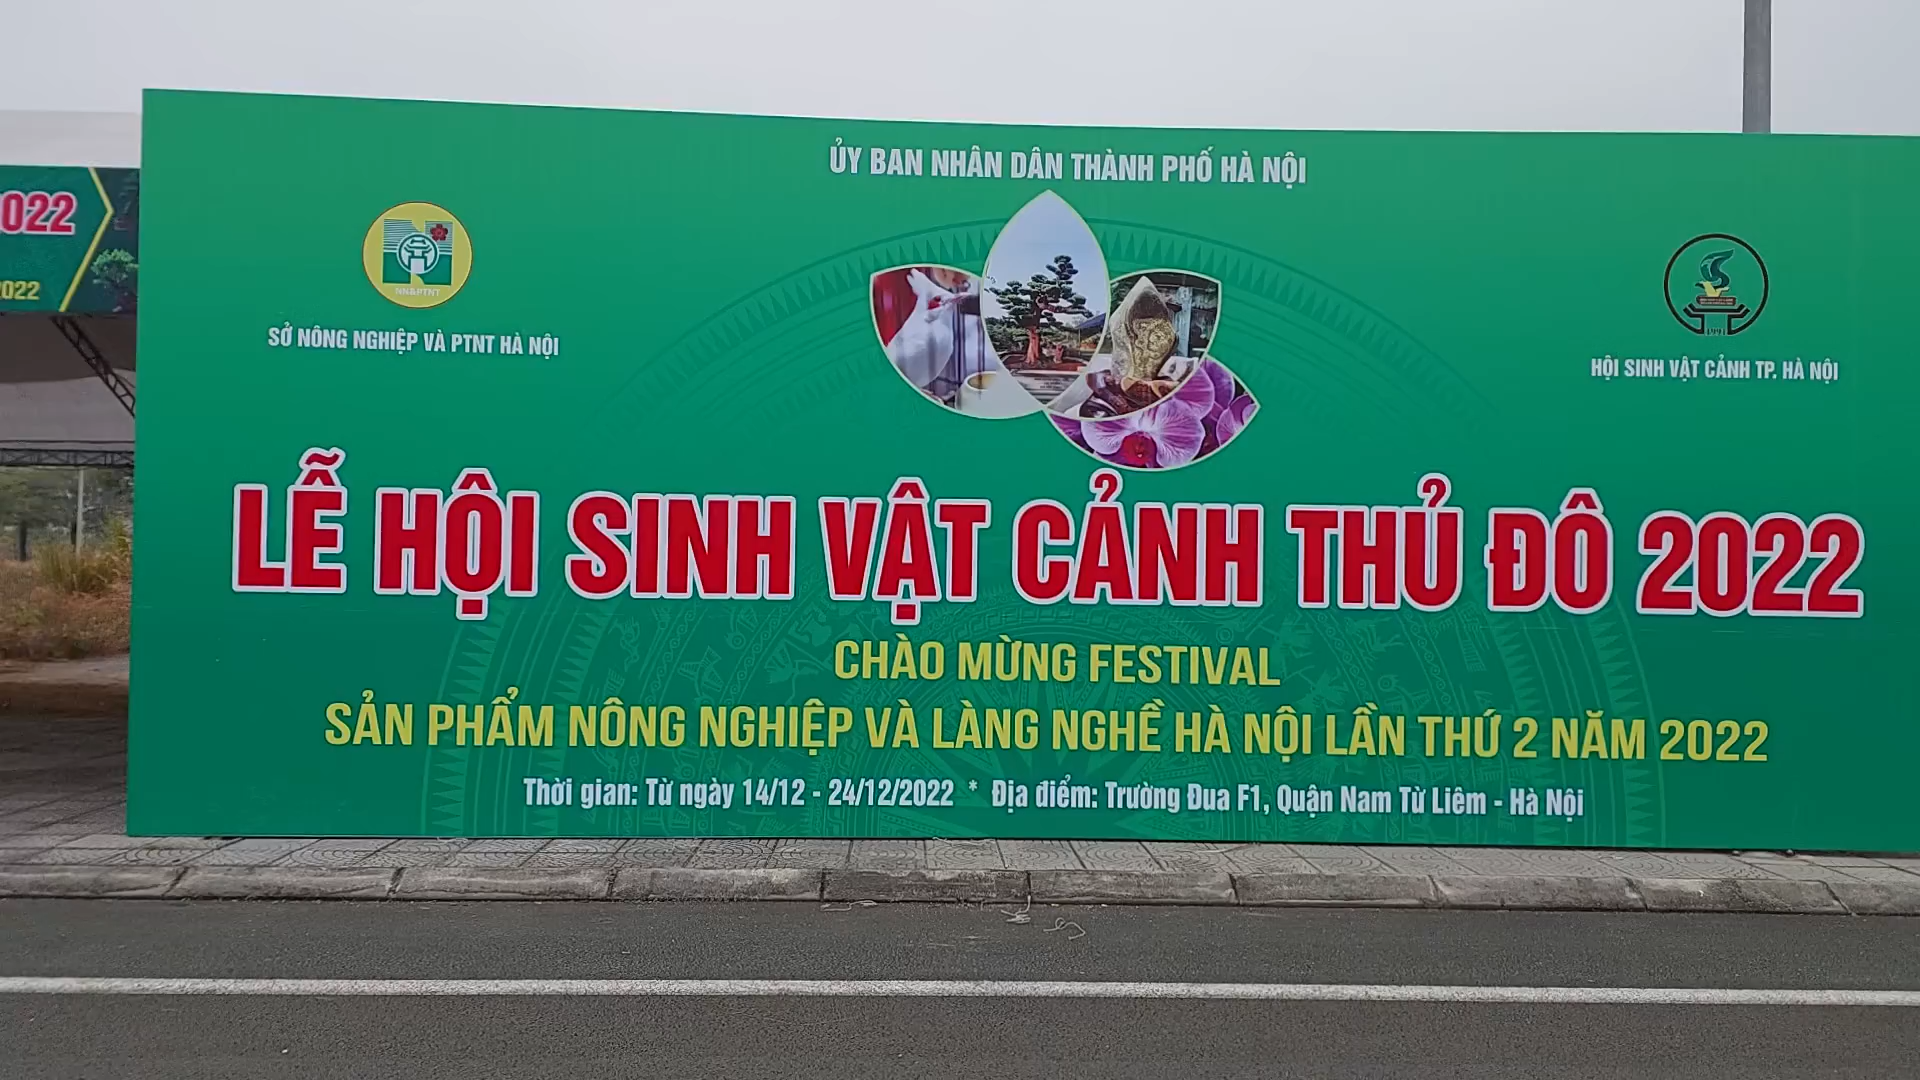 ỦY BAN NHÂN DÂN THÀNH PHỐ HÀ NỘI
2022
2022
NN&PTNT
SỞ NÔNG NGHIỆP VÀ PTNT HÀ NỘI
1991
HỘI SINH VẬT CẢNH TP. HÀ NỘI
LỄ HỘI SINH VẬT CẢNH THỦ ĐÔ 2022
CHÀO MỪNG FESTIVAL
SẢN PHẨM NÔNG NGHIỆP VÀ LÀNG NGHỀ HÀ NỘI LẦN THỨ 2 NĂM 2022
Thời gian: Từ ngày 14/12 - 24/12/2022 * Địa điểm: Trường Đua F1, Quận Nam Từ Liêm - Hà Nội